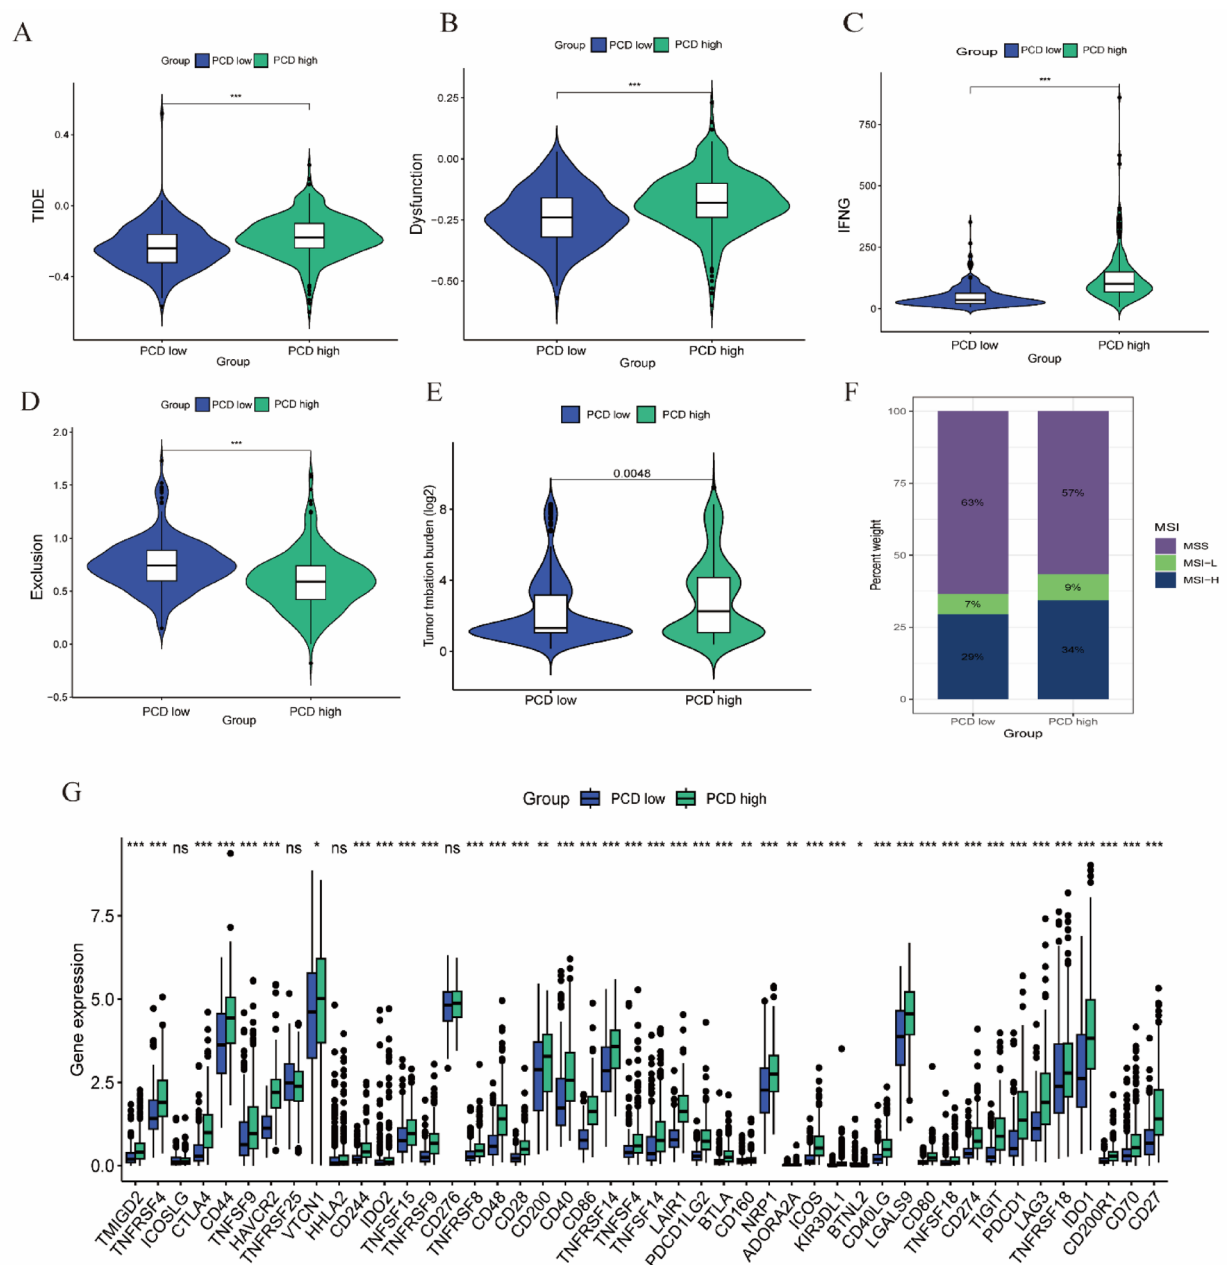 A
Group PCD low PCD high
***
TIDE
0.4
0.0
−0.4
PCD low PCD high
Group
B
Group PCD low PCD high
***
Dysfunction
0.00
−0.25
−0.50
PCD low PCD high
Group
C
Group PCD low PCD high
***
IFNG
750
500
250
0
PCD low PCD high
Group
D
Group PCD low PCD high
***
Exclusion
2.0
1.5
1.0
0.5
0.0
−0.5
PCD low PCD high
Group
E
PCD low PCD high
0.0048
Tumor tmbation burden (log2)
8
4
0
PCD low PCD high
F
Percent weight
100
75
50
25
0
63%
7%
29%
57%
9%
34%
PCD low PCD high
Group
MSI
MSS
MSI−L
MSI−H
G
Group PCD low PCD high
*** *** ns *** *** *** *** ns * ns *** *** *** *** ns *** *** *** ** *** *** *** *** *** *** *** *** ** *** ** *** *** * *** *** *** *** *** *** *** *** *** *** *** *** ***
Gene expression
7.5
5.0
2.5
0.0
TMIGD2
TNFRSF4
ICOSLG
CTLA4
CD44
TNFSF9
HAVCR2
TNFRSF25
VTCN1
HHLA2
CD244
IDO2
TNFSF15
TNFRSF9
CD276
TNFRSF8
CD48
CD28
CD200
CD40
CD86
TNFRSF14
TNFSF4
TNFSF14
LAIR1
PDCD1LG2
BTLA
CD160
NRP1
ADORA2A
ICOS
KIR3DL1
BTNL2
CD40LG
LGALS9
CD80
TNFSF18
CD274
TIGIT
PDCD1
LAG3
TNFRSF18
IDO1
CD200R1
CD70
CD27